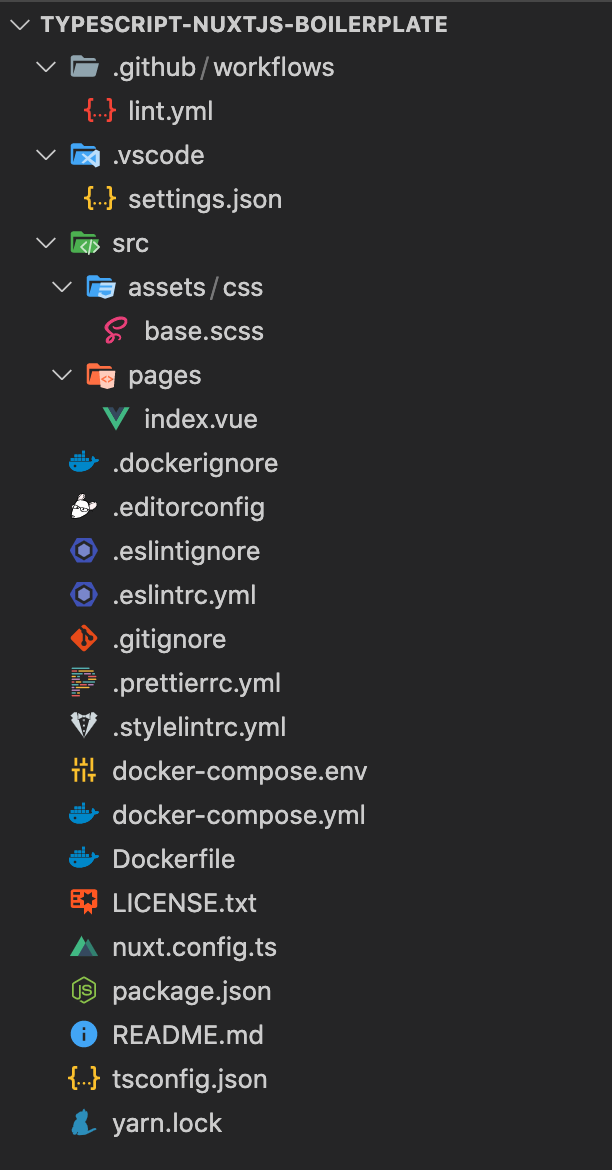 TYPESCRIPT-NUXTJS-BOILERPLATE
.github/workflows
{...} lint.yml
.vscode
{...} settings.json
src
assets/css
base.scss
pages
index.vue
.dockerignore
.editorconfig
.eslintignore
.eslintrc.yml
.gitignore
.prettierrc.yml
.stylelintrc.yml
docker-compose.env
docker-compose.yml
Dockerfile
LICENSE.txt
nuxt.config.ts
JS package.json
i README.md
{...} tsconfig.json
yarn.lock